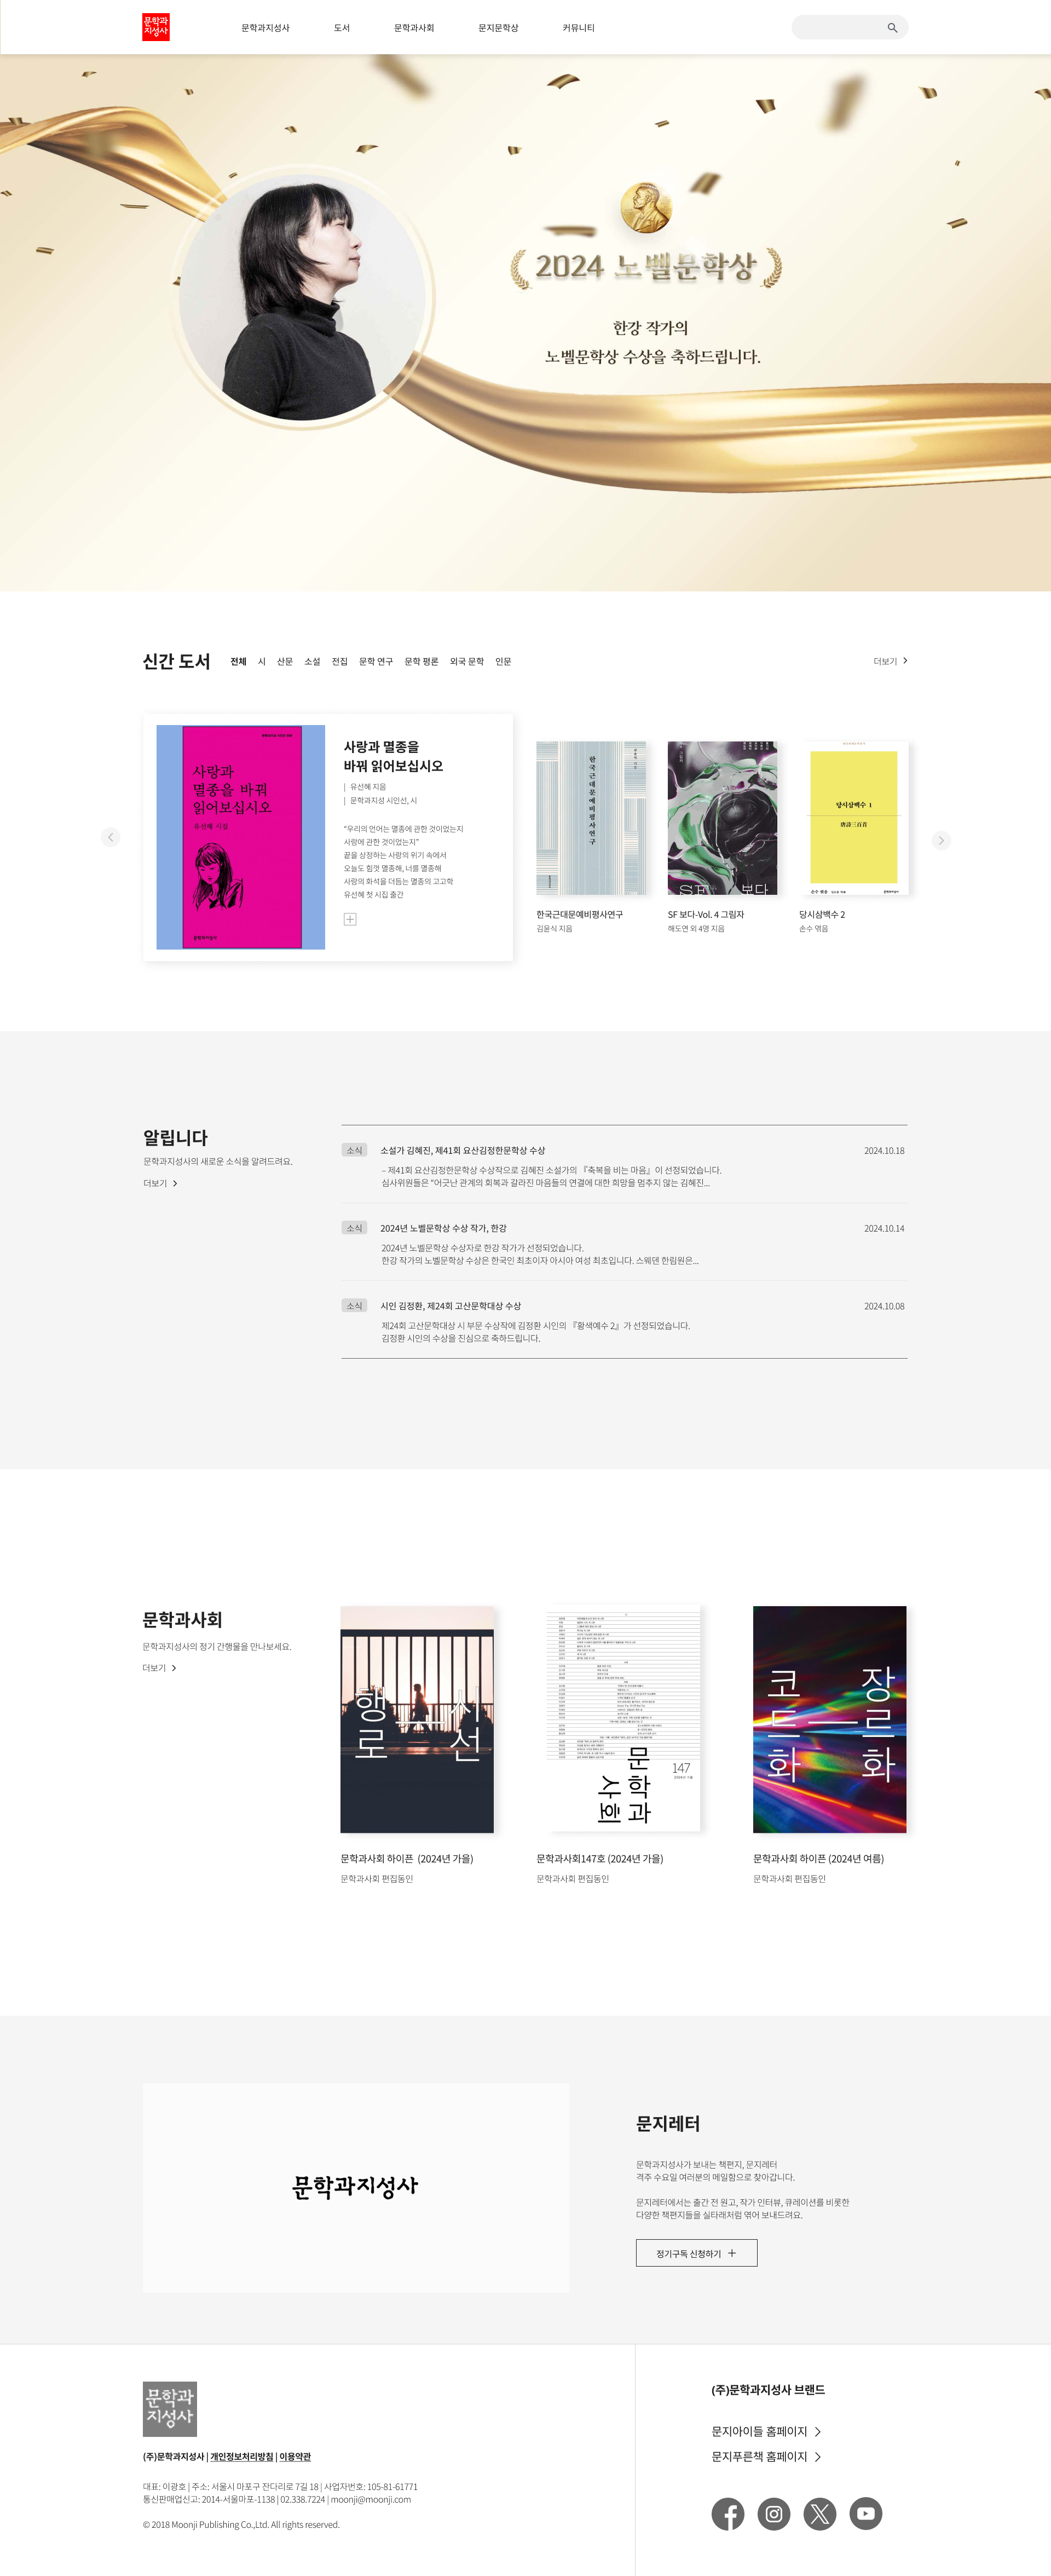 문학과
지성사
문학과지성사
도서
문학과사회
문지문학상
커뮤니티
2024 노벨문학상
한강 작가의
노벨문학상 수상을 축하드립니다.
신간 도서
전체 시 산문 소설 전집 문학 연구 문학 평론 외국 문학 인문
더보기
사랑과
멸종을 바꿔
읽어보십시오
유선혜 시집
문학과지성사
사랑과 멸종을
바꿔 읽어보십시오
| 유선혜 지음
| 문학과지성 시인선, 시
“우리의 언어는 멸종에 관한 것이었는지
사랑에 관한 것이었는지”
끝을 상정하는 사랑의 위기 속에서
오늘도 힘껏 멸종해, 너를 멸종해
사랑의 화석을 더듬는 멸종의 고고학
유선혜 첫 시집 출간
한국근대문예비평사연구
한국근대문예비평사연구
김윤식 지음
SF 보다
SF 보다-Vol. 4 그림자
해도연 외 4명 지음
당시삼백수 1
唐詩三百首
당시삼백수 2
손수 엮음
알립니다
문학과지성사의 새로운 소식을 알려드려요.
더보기
소식 소설가 김혜진, 제41회 요산김정한문학상 수상 2024.10.18
– 제41회 요산김정한문학상 수상작으로 김혜진 소설가의 『축복을 비는 마음』이 선정되었습니다.
심사위원들은 “어긋난 관계의 회복과 갈라진 마음들의 연결에 대한 희망을 멈추지 않는 김혜진...
소식 2024년 노벨문학상 수상 작가, 한강 2024.10.14
2024년 노벨문학상 수상자로 한강 작가가 선정되었습니다.
한강 작가의 노벨문학상 수상은 한국인 최초이자 아시아 여성 최초입니다. 스웨덴 한림원은...
소식 시인 김정환, 제24회 고산문학대상 수상 2024.10.08
제24회 고산문학대상 시 부문 수상작에 김정환 시인의 『황색예수 2』가 선정되었습니다.
김정환 시인의 수상을 진심으로 축하드립니다.
문학과사회
문학과지성사의 정기 간행물을 만나보세요.
더보기
행로—시선
문학과사회 하이픈 (2024년 가을)
문학과사회 편집동인
문학과
사회
147
문학과사회147호 (2024년 가을)
문학과사회 편집동인
코드화—장르화
문학과사회 하이픈 (2024년 여름)
문학과사회 편집동인
문학과지성사
문지레터
문학과지성사가 보내는 책편지, 문지레터
격주 수요일 여러분의 메일함으로 찾아갑니다.
문지레터에서는 출간 전 원고, 작가 인터뷰, 큐레이션를 비롯한
다양한 책편지들을 실타래처럼 엮어 보내드려요.
정기구독 신청하기 +
문학과
지성사
(주)문학과지성사 | 개인정보처리방침 | 이용약관
대표: 이광호 | 주소: 서울시 마포구 잔다리로 7길 18 | 사업자번호: 105-81-61771
통신판매업신고: 2014-서울마포-1138 | 02.338.7224 | moonji@moonji.com
© 2018 Moonji Publishing Co.,Ltd. All rights reserved.
(주)문학과지성사 브랜드
문지아이들 홈페이지
문지푸른책 홈페이지